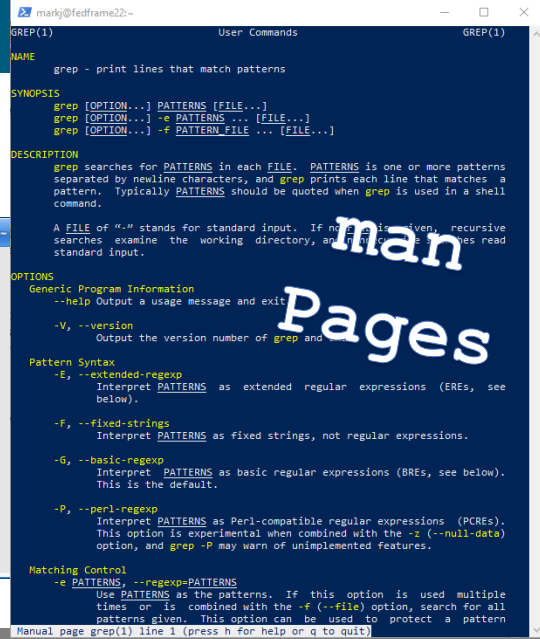 markj@fedframe22:~
GREP(1) User Commands GREP(1)
NAME
grep - print lines that match patterns
SYNOPSIS
grep [OPTION...] PATTERNS [FILE...]
grep [OPTION...] -e PATTERNS ... [FILE...]
grep [OPTION...] -f PATTERN_FILE ... [FILE...]
DESCRIPTION
grep searches for PATTERNS in each FILE. PATTERNS is one or more patterns
separated by newline characters, and grep prints each line that matches a
pattern. Typically PATTERNS should be quoted when grep is used in a shell
command.
A FILE of “-” stands for standard input. If no given, recursive
searches examine the working directory, and read
standard input.
man
Pages
OPTIONS
Generic Program Information
--help Output a usage message and exit
-V, --version
Output the version number of grep and
Pattern Syntax
-E, --extended-regexp
Interpret PATTERNS as extended regular expressions (EREs, see
below).
-F, --fixed-strings
Interpret PATTERNS as fixed strings, not regular expressions.
-G, --basic-regexp
Interpret PATTERNS as basic regular expressions (BREs, see below).
This is the default.
-P, --perl-regexp
Interpret PATTERNS as Perl-compatible regular expressions (PCREs).
This option is experimental when combined with the -z (--null-data)
option, and grep -P may warn of unimplemented features.
Matching Control
-e PATTERNS, --regexp=PATTERNS
Use PATTERNS as the patterns. If this option is used multiple
times or is combined with the -f (--file) option, search for all
patterns given. This option can be used to protect a pattern
Manual page grep(1) line 1 (press h for help or q to quit)